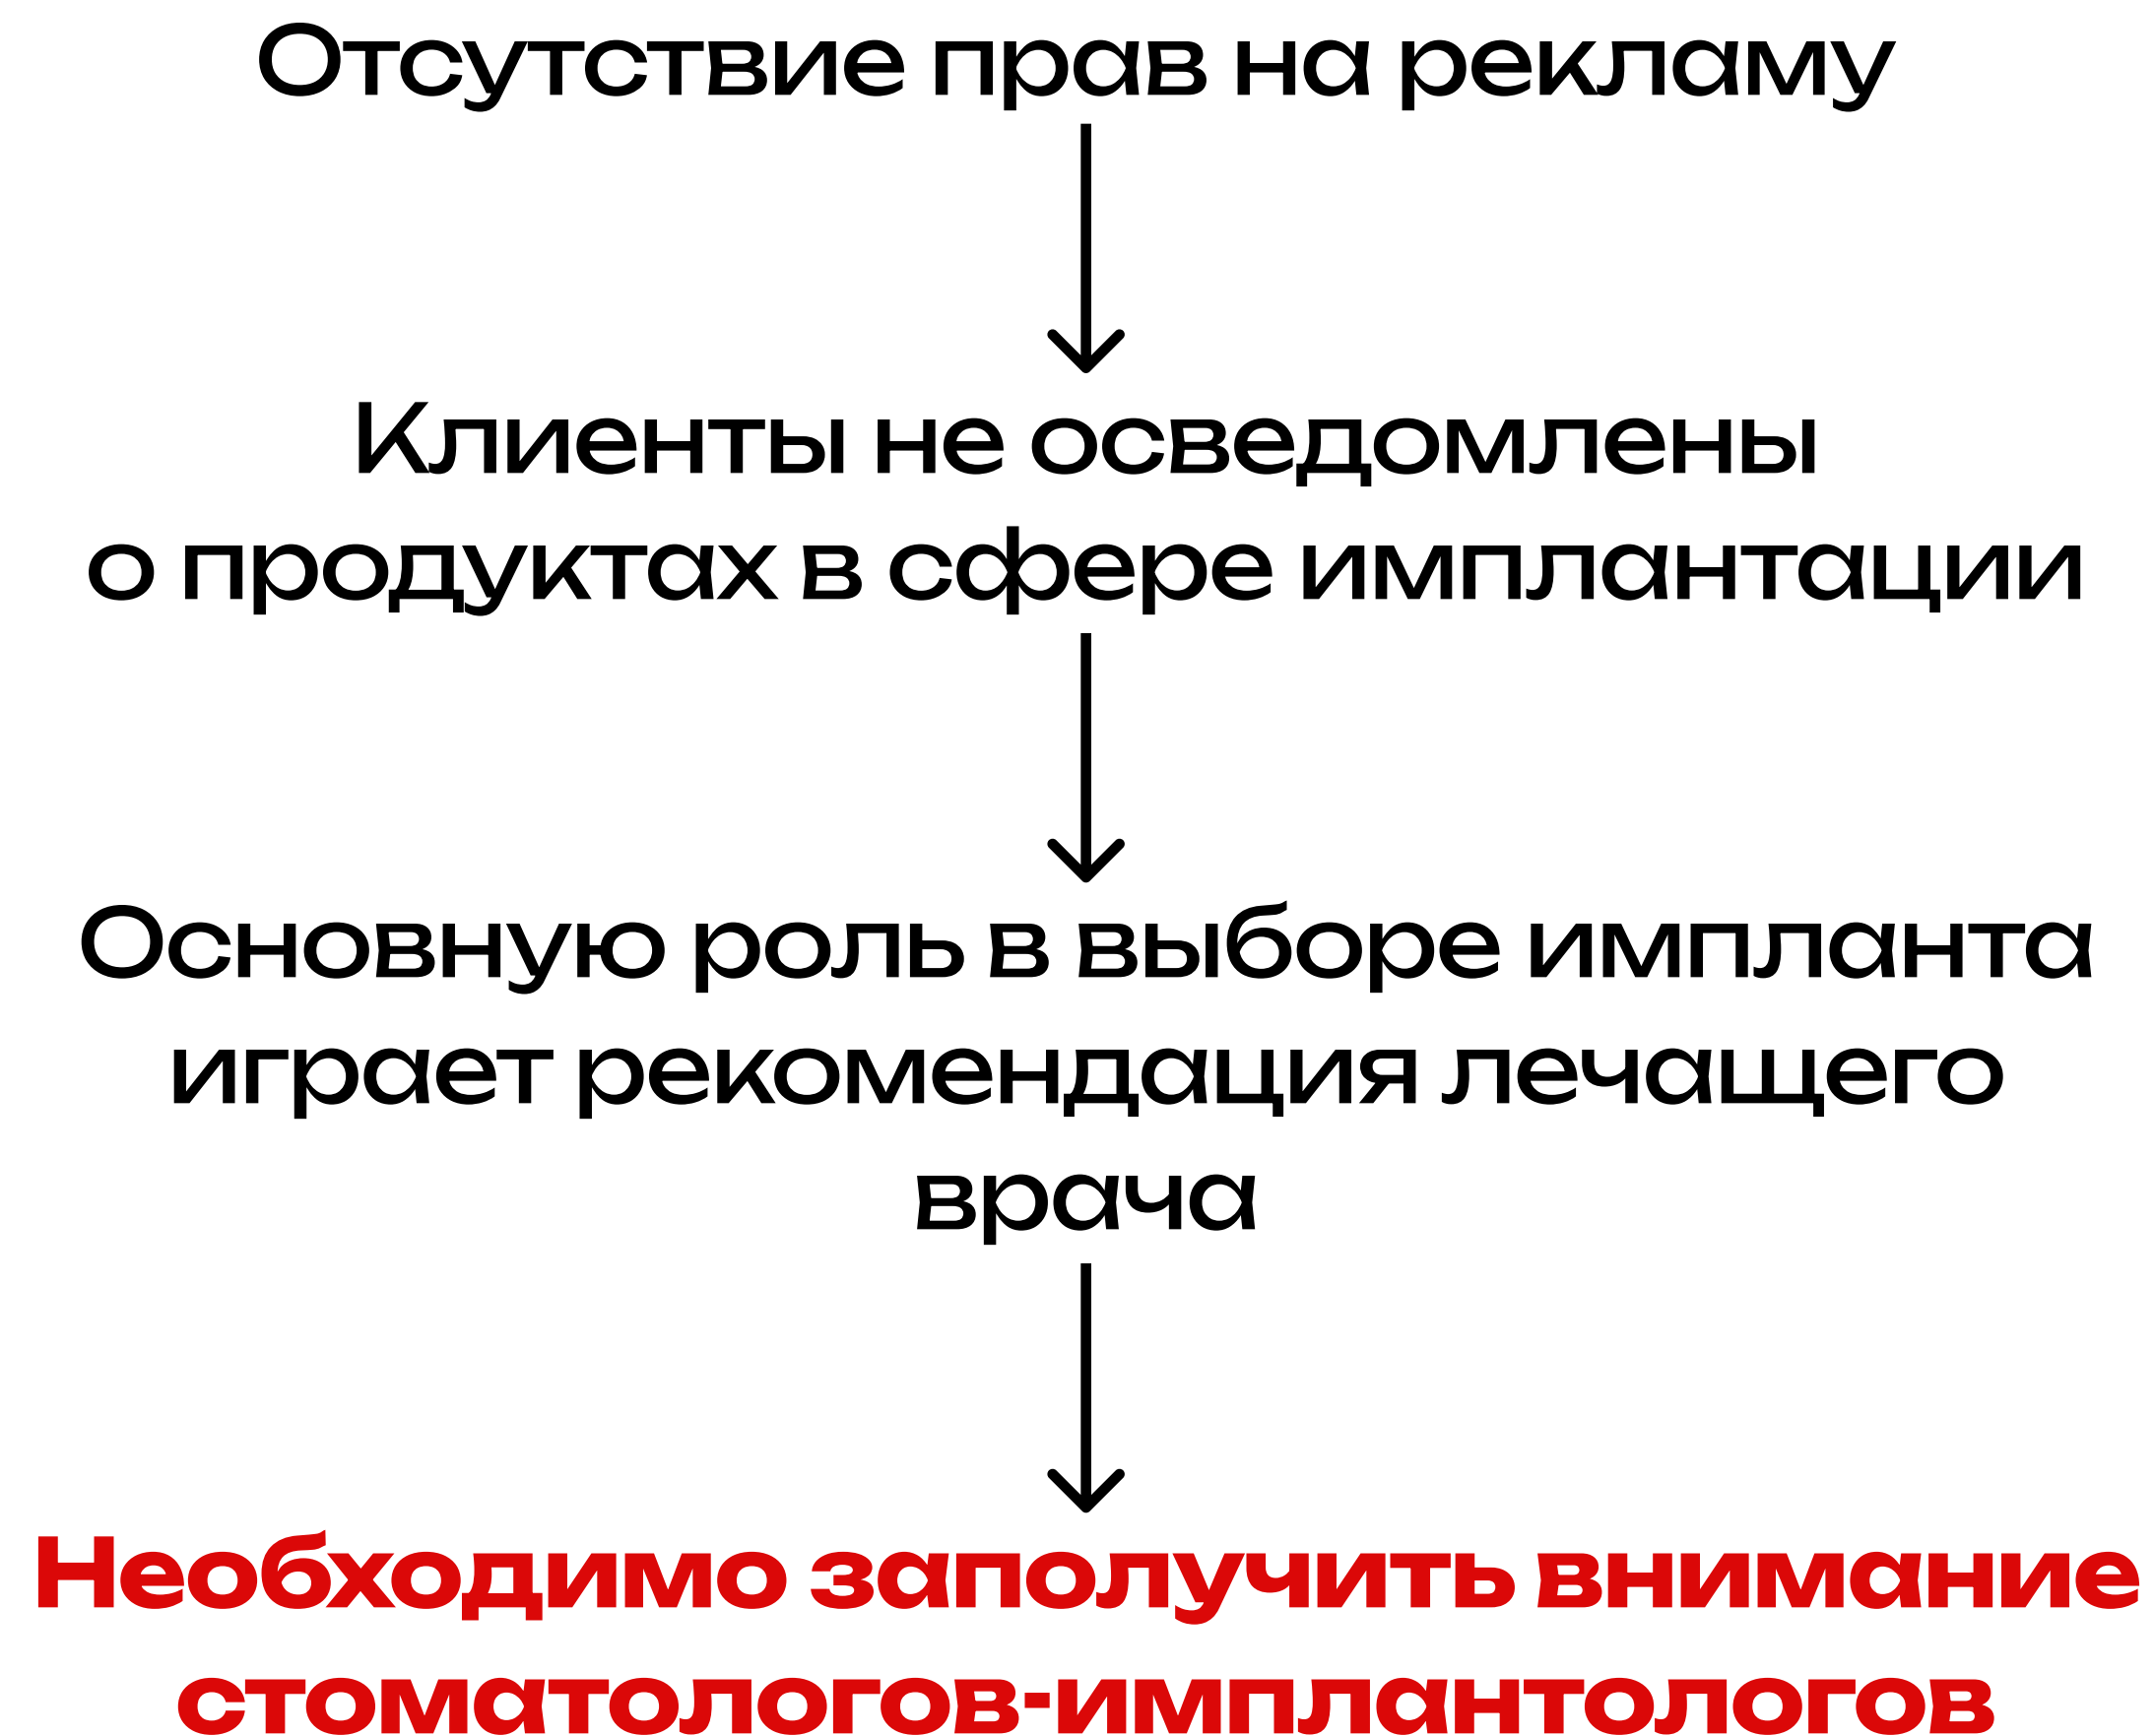 Отсутствие прав на рекламу
Клиенты не осведомлены
о продуктах в сфере имплантации
Основную роль в выборе импланта
играет рекомендация лечащего
врача
Необходимо заполучить внимание
стоматологов-имплантологов